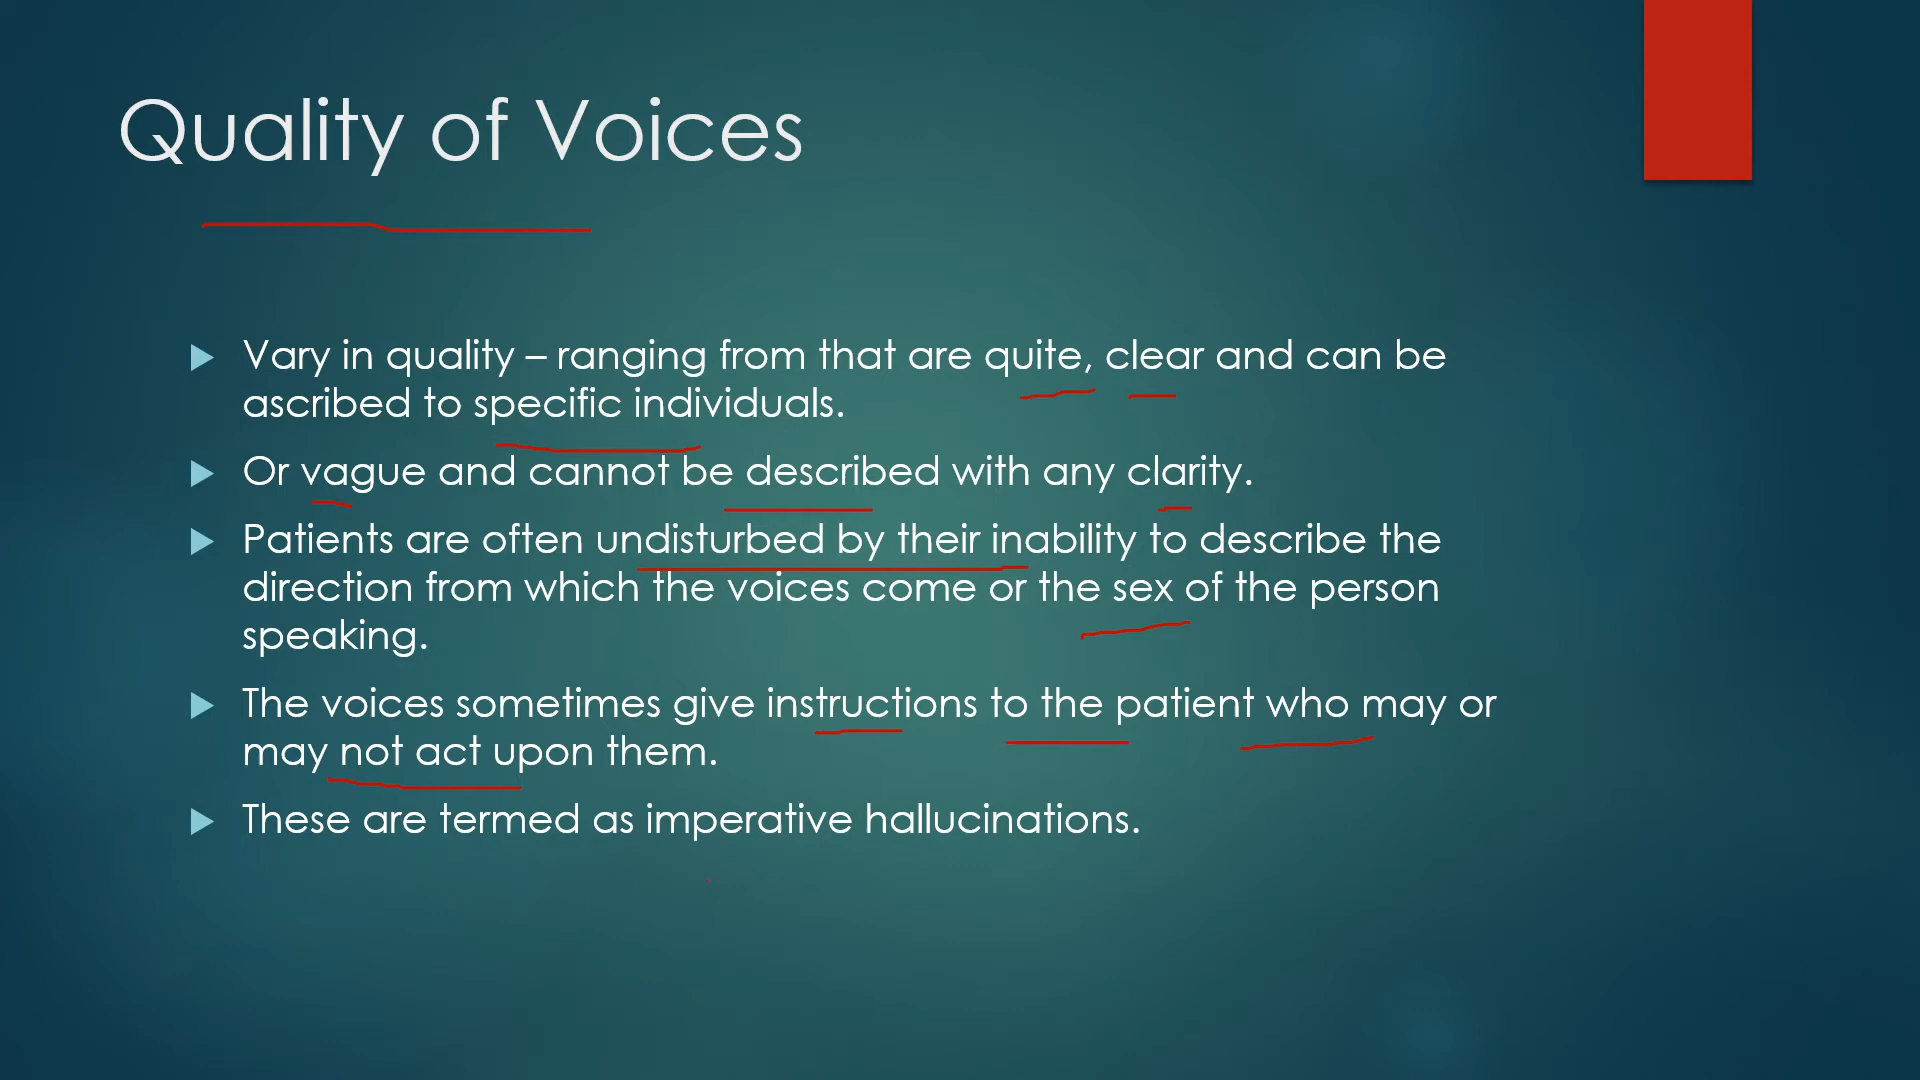 Quality of Voices
Vary in quality – ranging from that are quite, clear and can be
ascribed to specific individuals.
Or vague and cannot be described with any clarity.
Patients are often undisturbed by their inability to describe the
direction from which the voices come or the sex of the person
speaking.
The voices sometimes give instructions to the patient who may or
may not act upon them.
These are termed as imperative hallucinations.